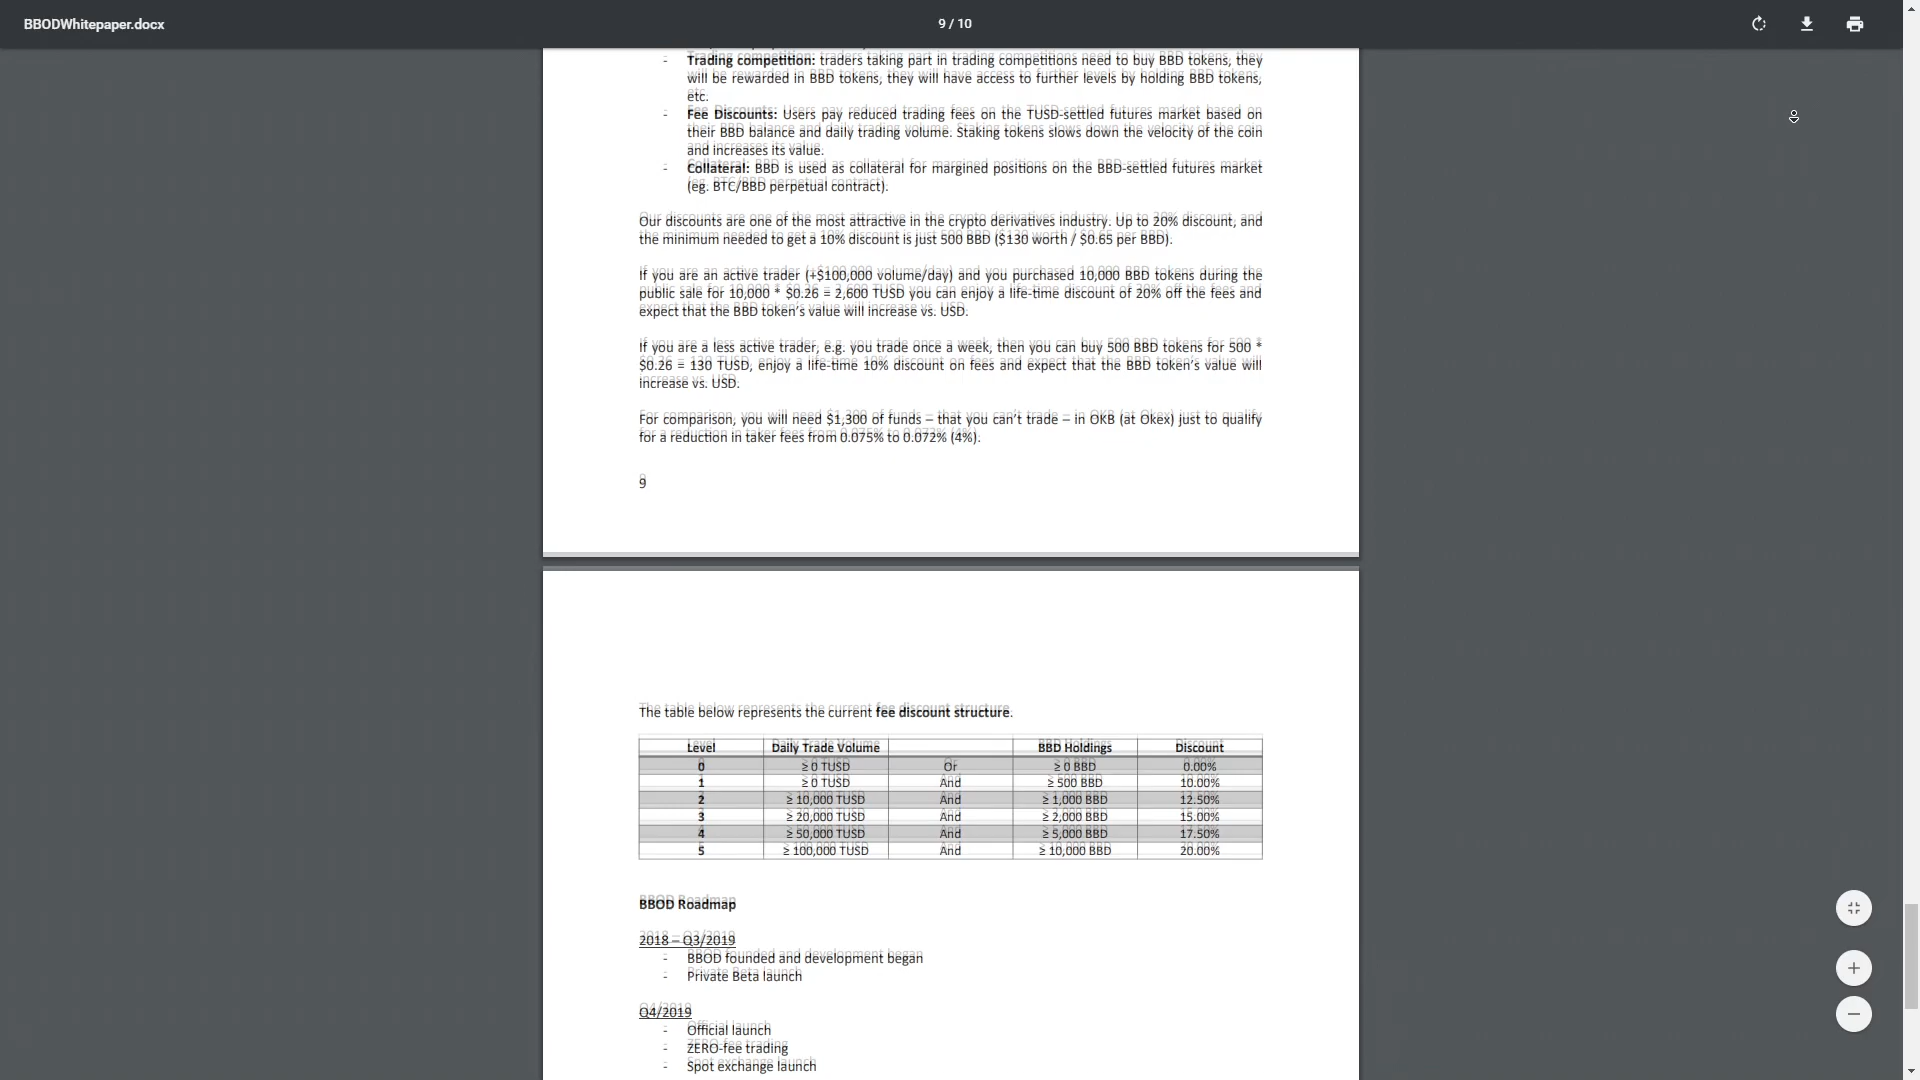 BBODWhitepaper.docx
9 / 10
- Trading competition: traders taking part in trading competitions need to buy BBD tokens, they
will be rewarded in BBD tokens, they will have access to further levels by holding BBD tokens,
etc.
- Fee Discounts: Users pay reduced trading fees on the TUSD-settled futures market based on
their BBD balance and daily trading volume. Staking tokens slows down the velocity of the coin
and increases its value.
- Collateral: BBD is used as collateral for margined positions on the BBD-settled futures market
(eg. BTC/BBD perpetual contract).
Our discounts are one of the most attractive in the crypto derivatives industry. Up to 20% discount, and
the minimum needed to get a 10% discount is just 500 BBD ($130 worth / $0.65 per BBD).
If you are an active trader (+$100,000 volume/day) and you purchased 10,000 BBD tokens during the
public sale for 10,000 * $0.26 = 2,600 TUSD you can enjoy a life-time discount of 20% off the fees and
expect that the BBD token’s value will increase vs. USD.
If you are a less active trader, e.g. you trade once a week, then you can buy 500 BBD tokens for 500 *
$0.26 = 130 TUSD, enjoy a life-time 10% discount on fees and expect that the BBD token’s value will
increase vs. USD.
For comparison, you will need $1,300 of funds – that you can’t trade – in OKB (at Okex) just to qualify
for a reduction in taker fees from 0.075% to 0.072% (4%).
9
The table below represents the current fee discount structure.
Level Daily Trade Volume BBD Holdings Discount
0 ≥ 0 TUSD Or ≥ 0 BBD 0.00%
1 ≥ 0 TUSD And ≥ 500 BBD 10.00%
2 ≥ 10,000 TUSD And ≥ 1,000 BBD 12.50%
3 ≥ 20,000 TUSD And ≥ 2,000 BBD 15.00%
4 ≥ 50,000 TUSD And ≥ 5,000 BBD 17.50%
5 ≥ 100,000 TUSD And ≥ 10,000 BBD 20.00%
BBOD Roadmap
2018 – Q3/2019
- BBOD founded and development began
- Private Beta launch
Q4/2019
- Official launch
- ZERO-fee trading
- Spot exchange launch